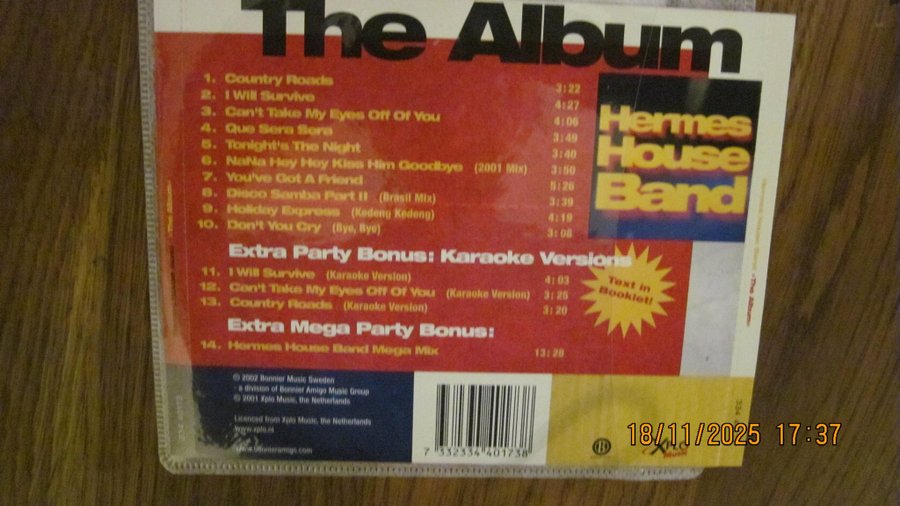 The Album
1. Country Roads 3:22
2. I Will Survive 4:27
3. Can't Take My Eyes Off Of You 4:06
4. Que Sera Sera 3:49
5. Tonight's The Night 3:40
6. NaNa Hey Hey Kiss Him Goodbye (2001 Mix) 3:50
7. You've Got A Friend 5:26
8. Disco Samba Part II (Brasil Mix) 3:39
9. Holiday Express (Kedeng Kedeng) 4:19
10. Don't You Cry (Bye, Bye) 3:08
Hermes
House
Band
Extra Party Bonus: Karaoke Versions
11. I Will Survive (Karaoke Version) 4:03
12. Can't Take My Eyes Off Of You (Karaoke Version) 3:25
13. Country Roads (Karaoke Version) 3:20
Text in
Booklet!
Extra Mega Party Bonus:
14. Hermes House Band Mega Mix 13:28
© 2002 Bonnier Music Sweden
- a division of Bonnier Amigo Music Group
© 2001 Xplo Music, the Netherlands
Licenced from Xplo Music, the Netherlands
www.xplo.nl
www.bonnieramigo.com
7 332334 401738
B
Xplo
Music
«The Album»
18/11/2025 17:37